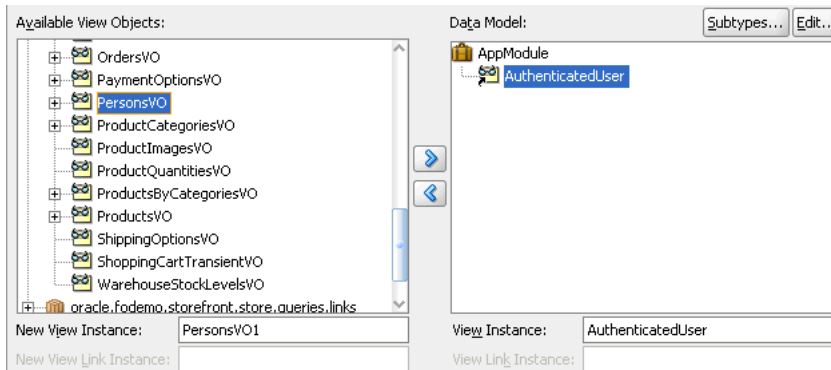 Available View Objects:
OrdersVO
PaymentOptionsVO
PersonsVO
ProductCategoriesVO
ProductImagesVO
ProductQuantitiesVO
ProductsByCategoriesVO
ProductsVO
ShippingOptionsVO
ShoppingCartTransientVO
WarehouseStockLevelsVO
oracle.fodemo.storefront.store.queries.links
New View Instance: PersonsVO1
New View Link Instance:
Data Model:
Subtypes... Edit..
AppModule
AuthenticatedUser
View Instance: AuthenticatedUser
View Link Instance: